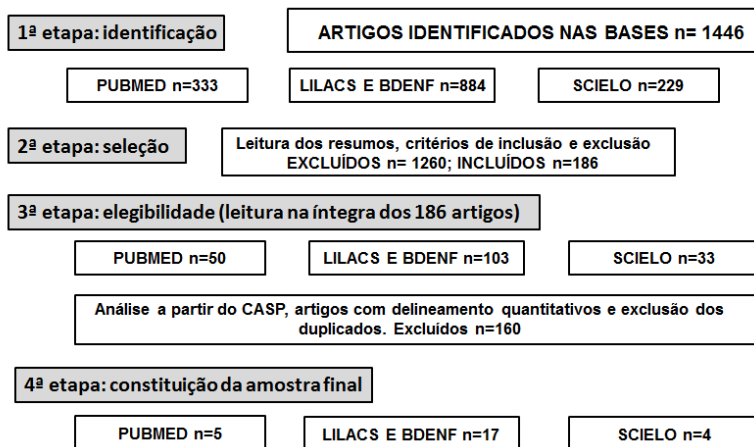 1ª etapa: identificação
ARTIGOS IDENTIFICADOS NAS BASES n= 1446
PUBMED n=333
LILACS E BDENF n=884
SCIELO n=229
2ª etapa: seleção
Leitura dos resumos, critérios de inclusão e exclusão
EXCLUÍDOS n= 1260; INCLUÍDOS n=186
3ª etapa: elegibilidade (leitura na íntegra dos 186 artigos)
PUBMED n=50
LILACS E BDENF n=103
SCIELO n=33
Análise a partir do CASP, artigos com delineamento quantitativos e exclusão dos
duplicados. Excluídos n=160
4ª etapa: constituição da amostra final
PUBMED n=5
LILACS E BDENF n=17
SCIELO n=4